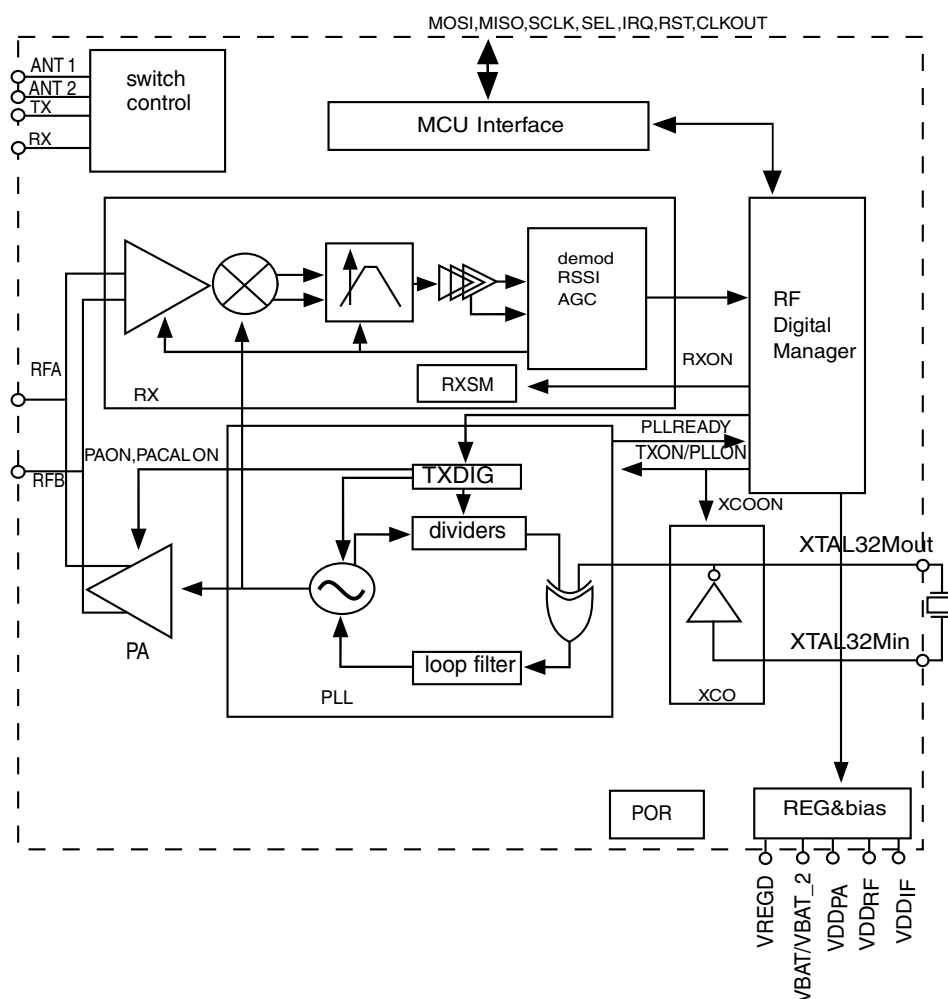 MOSI,MISO,SCLK,SEL,IRQ,RST,CLKOUT
ANT 1
ANT 2
TX
RX
switch
control
MCU Interface
demod
RSSI
AGC
RF
Digital
Manager
RXON
RXSM
RX
RFA
RFB
PLLREADY
TXON/PLLON
PAON,PACALON
TXDIG
XCOON
dividers
XTAL32Mout
XTAL32Min
PA
loop filter
PLL
XCO
POR
REG&bias
VREGD
VBAT/VBAT_2
VDDPA
VDDRF
VDDIF